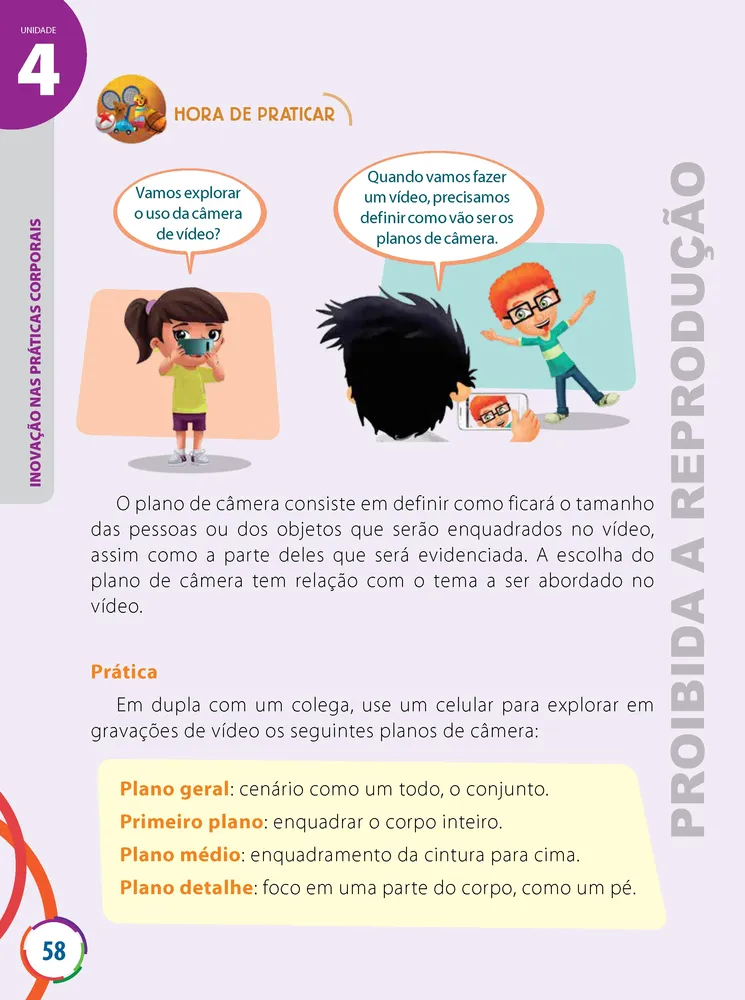 UNIDADE
4
HORA DE PRATICAR
Vamos explorar
o uso da câmera
de vídeo?
Quando vamos fazer
um vídeo, precisamos
definir como vão ser os
planos de câmera.
INOVAÇÃO NAS PRÁTICAS CORPORAIS
O plano de câmera consiste em definir como ficará o tamanho
das pessoas ou dos objetos que serão enquadrados no vídeo,
assim como a parte deles que será evidenciada. A escolha do
plano de câmera tem relação com o tema a ser abordado no
vídeo.
Prática
Em dupla com um colega, use um celular para explorar em
gravações de vídeo os seguintes planos de câmera:
Plano geral: cenário como um todo, o conjunto.
Primeiro plano: enquadrar o corpo inteiro.
Plano médio: enquadramento da cintura para cima.
Plano detalhe: foco em uma parte do corpo, como um pé.
58
PROIBIDA A REPRODUÇÃO